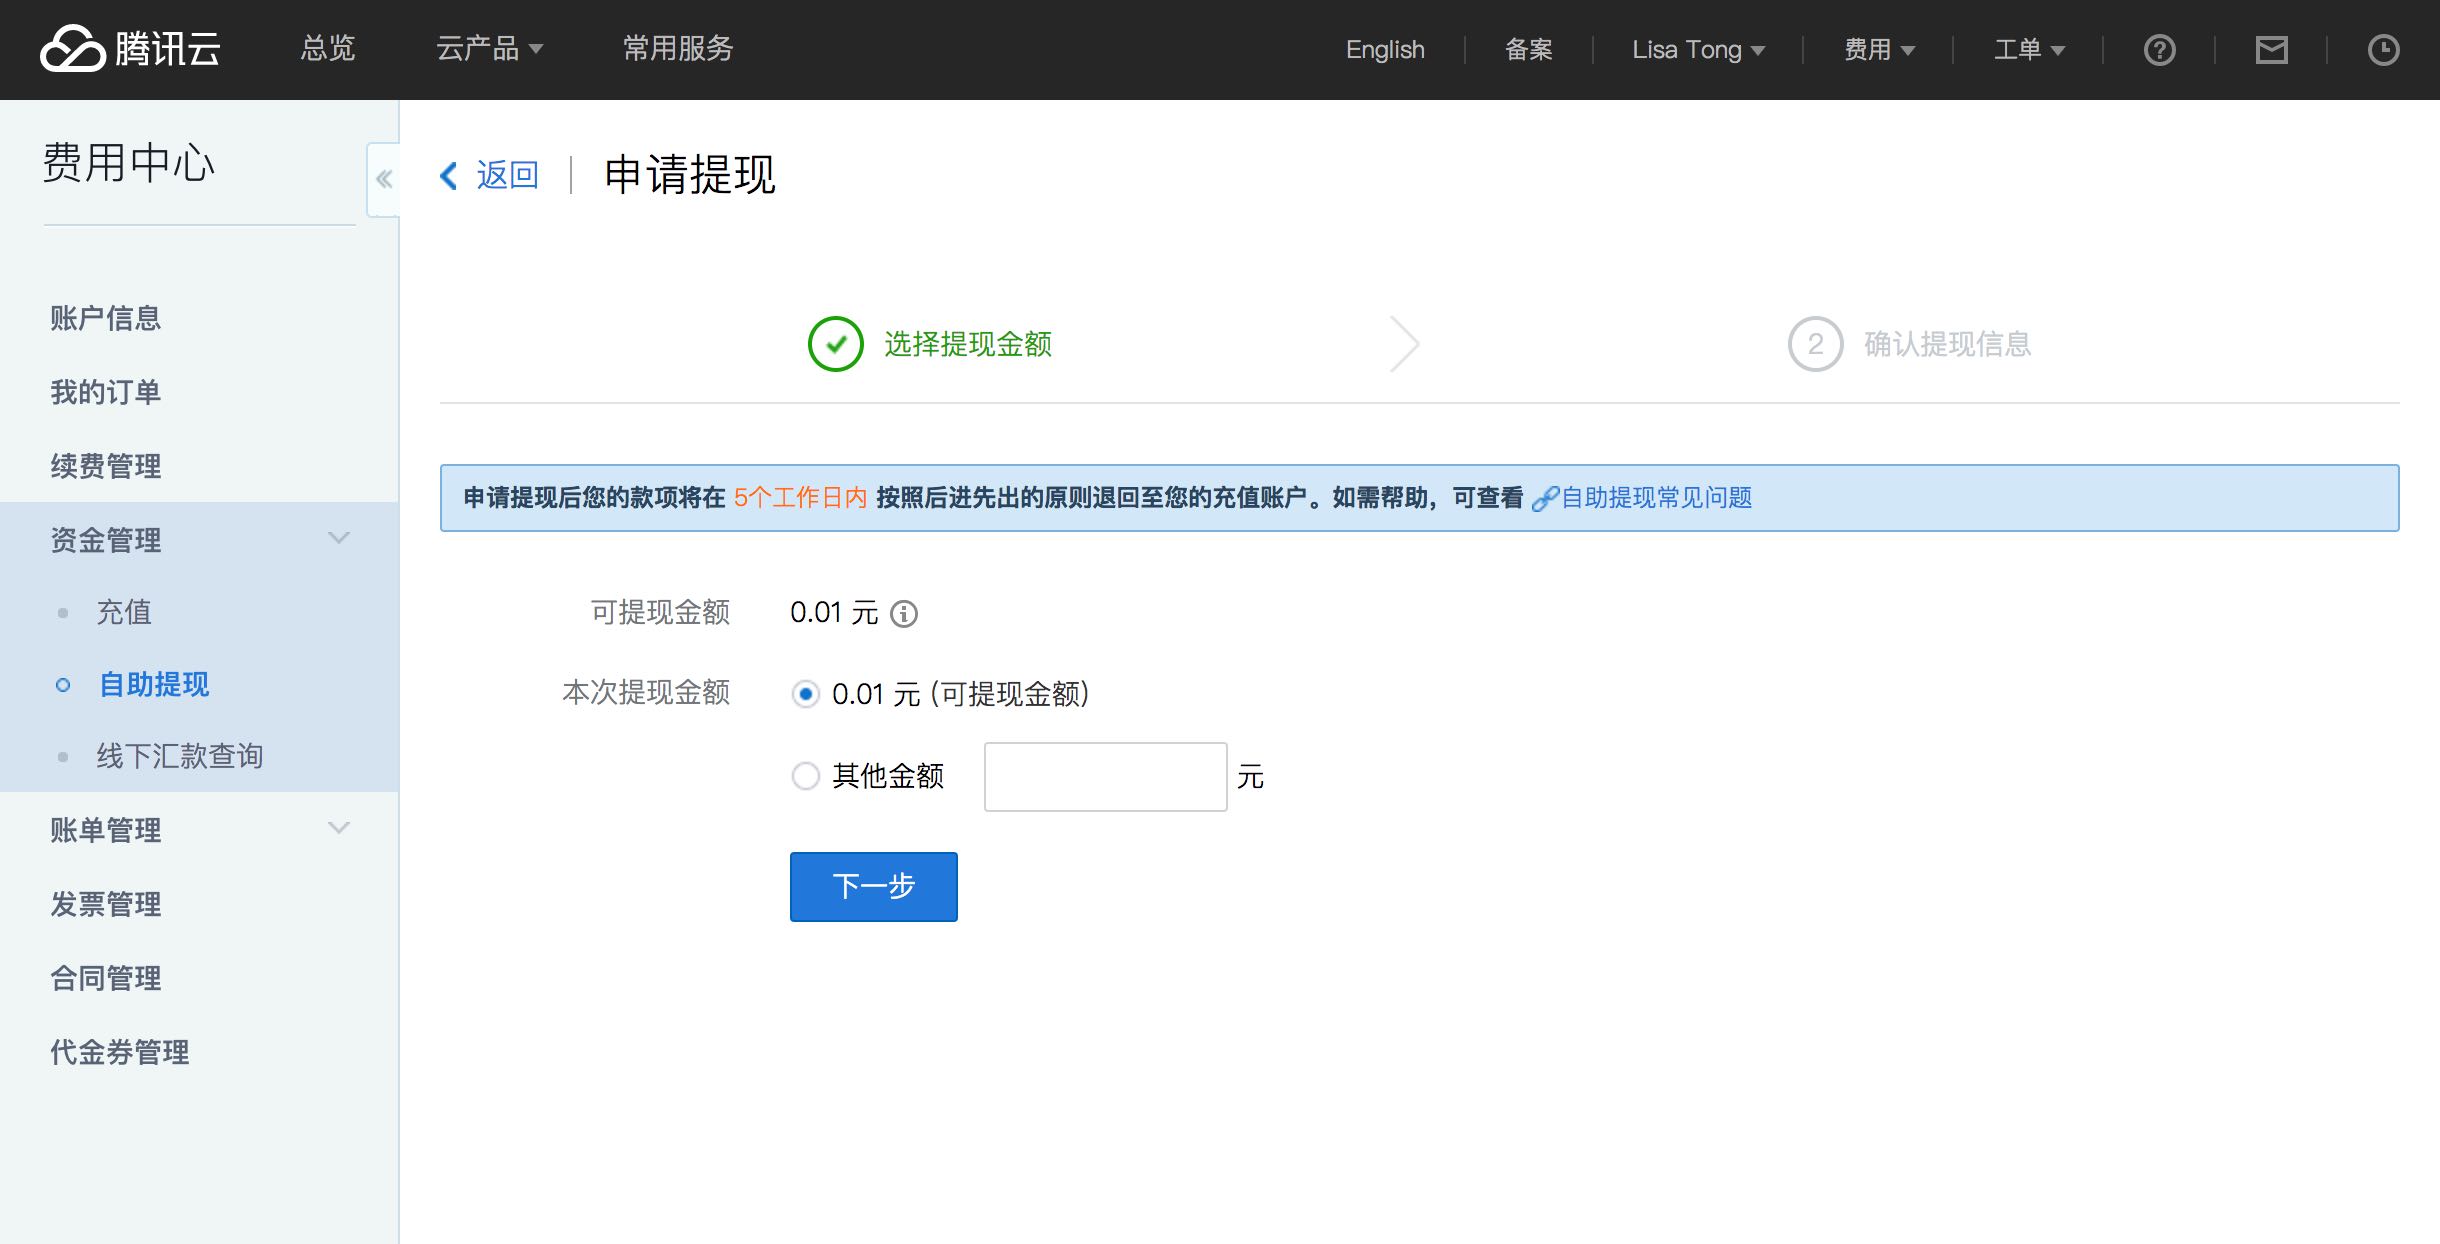 腾讯云 总览 云产品 常用服务 English 备案 Lisa Tong 费用 工单
费用中心
账户信息
我的订单
续费管理
资金管理
充值
自助提现
线下汇款查询
账单管理
发票管理
合同管理
代金券管理
返回 申请提现
选择提现金额 2 确认提现信息
申请提现后您的款项将在 5个工作日内 按照后进先出的原则退回至您的充值账户。如需帮助，可查看 自助提现常见问题
可提现金额 0.01 元
本次提现金额 0.01 元 (可提现金额)
其他金额 元
下一步